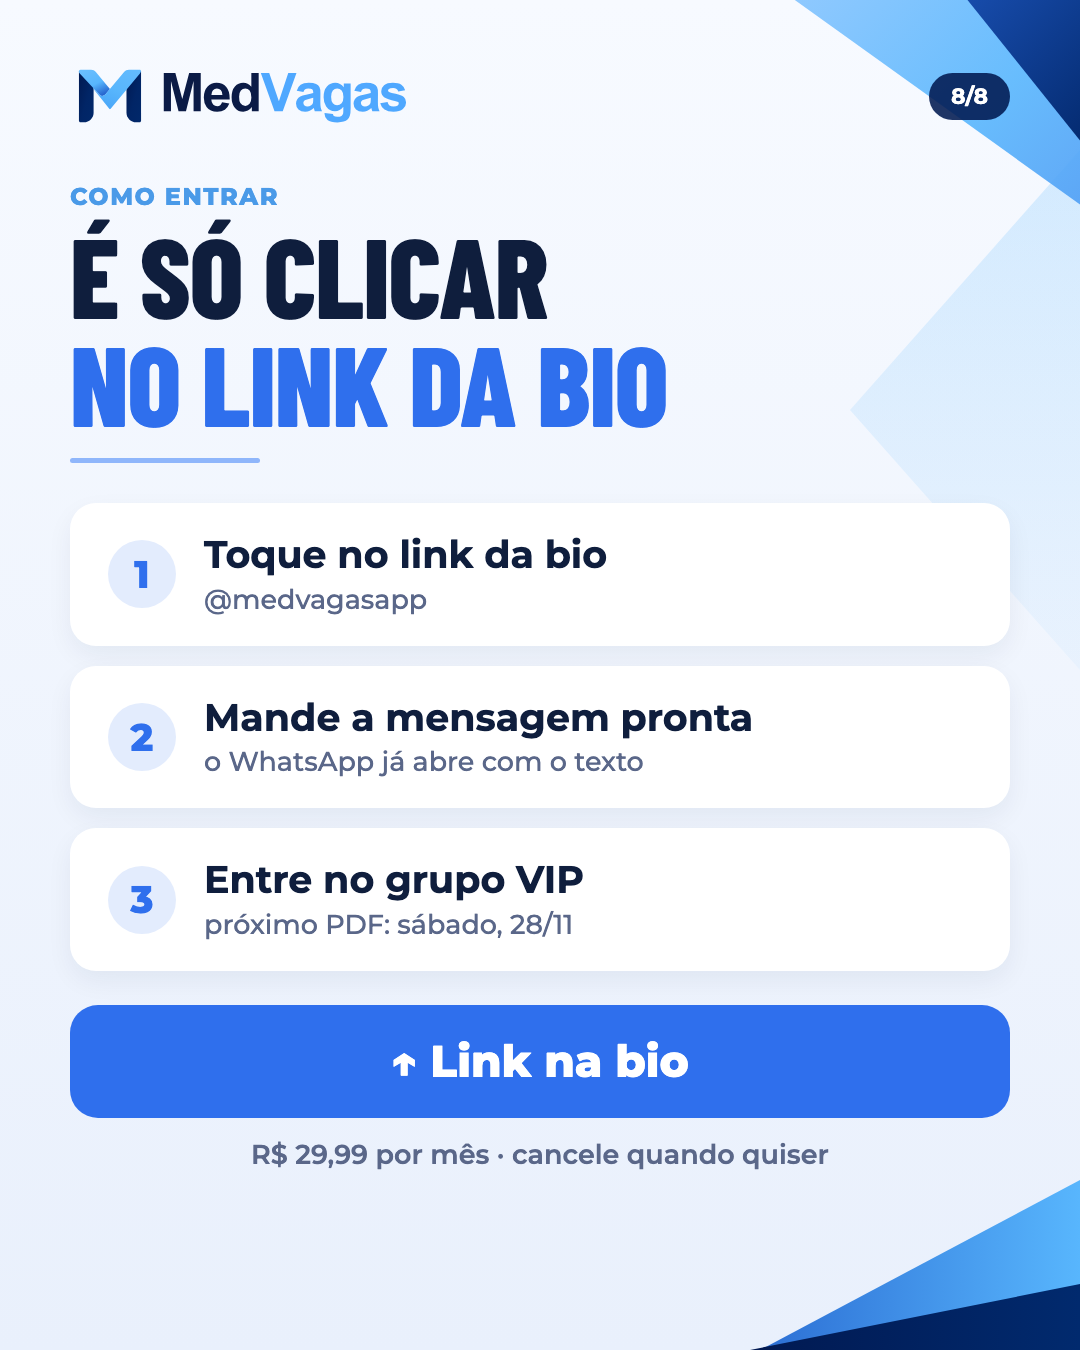 MedVagas
8/8
COMO ENTRAR
É SÓ CLICAR
NO LINK DA BIO
1
Toque no link da bio
@medvagasapp
2
Mande a mensagem pronta
o WhatsApp já abre com o texto
3
Entre no grupo VIP
próximo PDF: sábado, 28/11
↑ Link na bio
R$ 29,99 por mês · cancele quando quiser